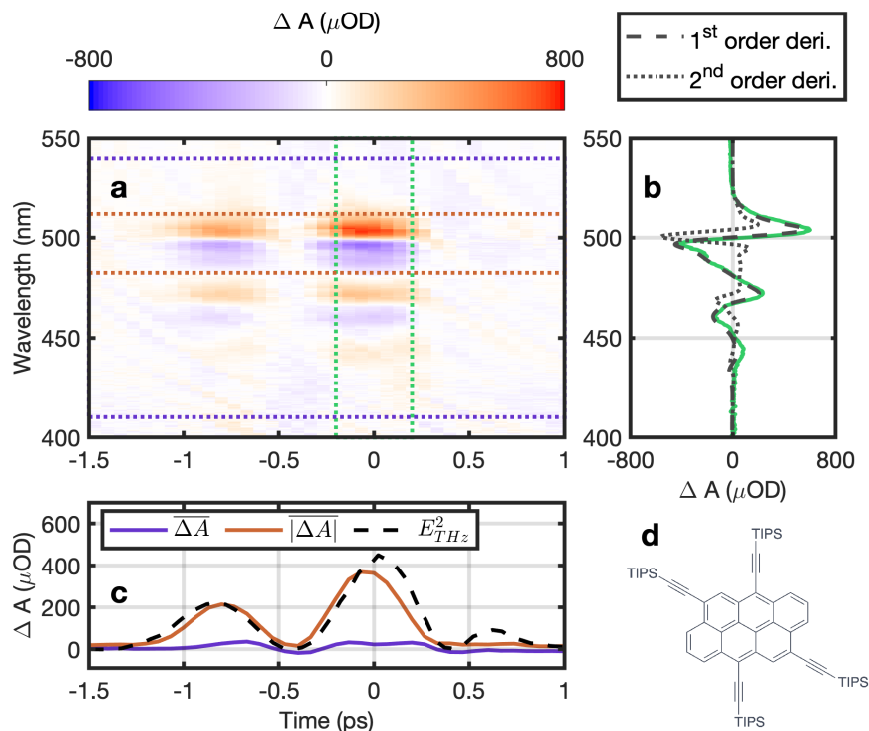 Δ A (μOD)
-800 0 800
1st order deri.
2nd order deri.
a
550
500
450
400
Wavelength (nm)
-1.5 -1 -0.5 0 0.5 1
b
550
500
450
400
-800 0 800
Δ A (μOD)
c
ΔA |ΔA| E²THz
600
400
200
0
Δ A (μOD)
-1.5 -1 -0.5 0 0.5 1
Time (ps)
d
TIPS
TIPS
TIPS
TIPS